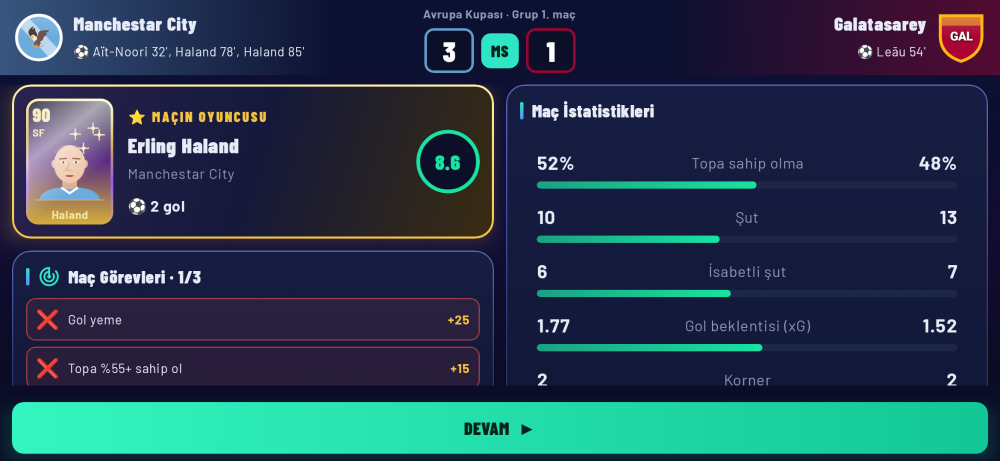 Manchestar City
Aït-Noori 32', Haland 78', Haland 85'
Avrupa Kupası · Grup 1. maç
3 MS 1
Galatasarey
Leāu 54'
GAL
90
SF
Haland
MAÇIN OYUNCUSU
Erling Haland
Manchestar City
2 gol
8.6
Maç Görevleri · 1/3
Gol yeme +25
Topa %55+ sahip ol +15
Maç İstatistikleri
52% Topa sahip olma 48%
10 Şut 13
6 İsabetli şut 7
1.77 Gol beklentisi (xG) 1.52
2 Korner 2
DEVAM ►